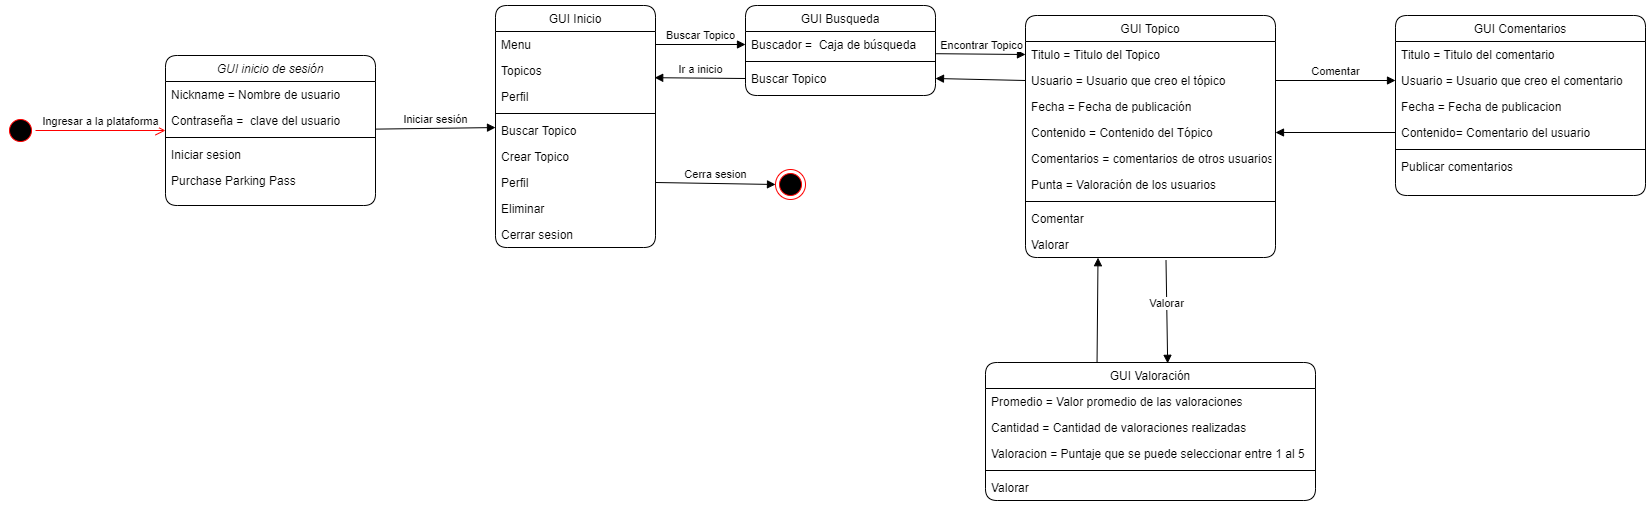 Ingresar a la plataforma
GUI inicio de sesión
Nickname = Nombre de usuario
Contraseña =  clave del usuario
Iniciar sesion
Purchase Parking Pass
Iniciar sesión
GUI Inicio
Menu
Topicos
Perfil
Buscar Topico
Crear Topico
Perfil
Eliminar
Cerrar sesion
Buscar Topico
Ir a inicio
Cerra sesion
GUI Busqueda
Buscador =  Caja de búsqueda
Buscar Topico
Encontrar Topico
GUI Topico
Titulo = Titulo del Topico
Usuario = Usuario que creo el tópico
Fecha = Fecha de publicación
Contenido = Contenido del Tópico
Comentarios = comentarios de otros usuarios
Punta = Valoración de los usuarios
Comentar
Valorar
Comentar
GUI Comentarios
Titulo = Titulo del comentario
Usuario = Usuario que creo el comentario
Fecha = Fecha de publicacion
Contenido= Comentario del usuario
Publicar comentarios
Valorar
GUI Valoración
Promedio = Valor promedio de las valoraciones
Cantidad = Cantidad de valoraciones realizadas
Valoracion = Puntaje que se puede seleccionar entre 1 al 5
Valorar